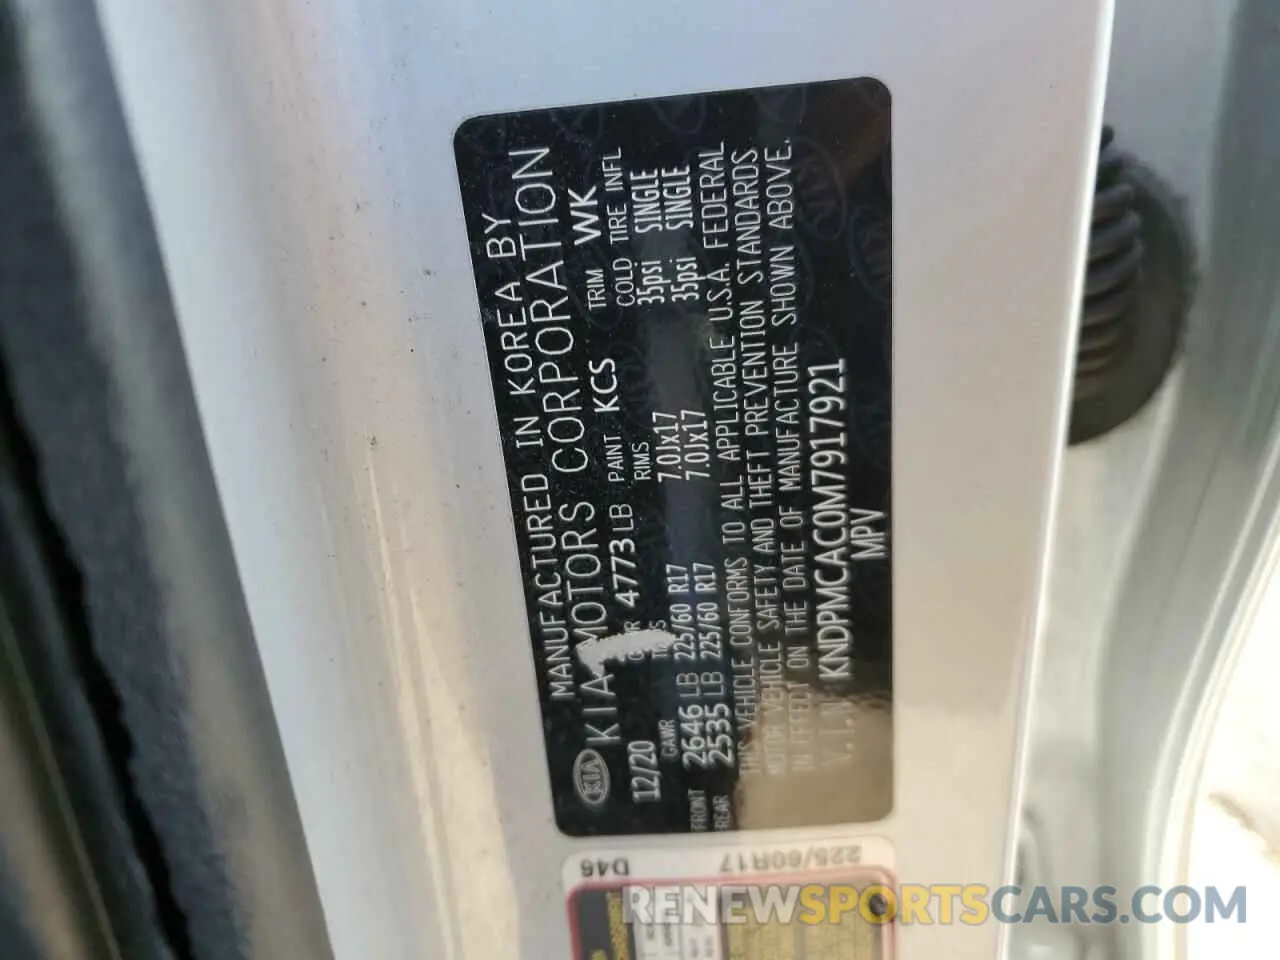 MANUFACTURED IN KOREA BY
KIA KIA MOTORS CORPORATION
12/20 4773 LB PAINT KCS TRIM WK
GAWR RIMS COLD TIRE INFL
FRONT 2646 LB 225/60 R17 7.0Jx17 35psi SINGLE
REAR 2535 LB 225/60 R17 7.0Jx17 35psi SINGLE
THIS VEHICLE CONFORMS TO ALL APPLICABLE U.S.A. FEDERAL
MOTOR VEHICLE SAFETY AND THEFT PREVENTION STANDARDS
IN EFFECT ON THE DATE OF MANUFACTURE SHOWN ABOVE.
V.I.N KNDPMCAC0M7917921
MPV
D46 225/60R17
RENEWSPORTSCARS.COM